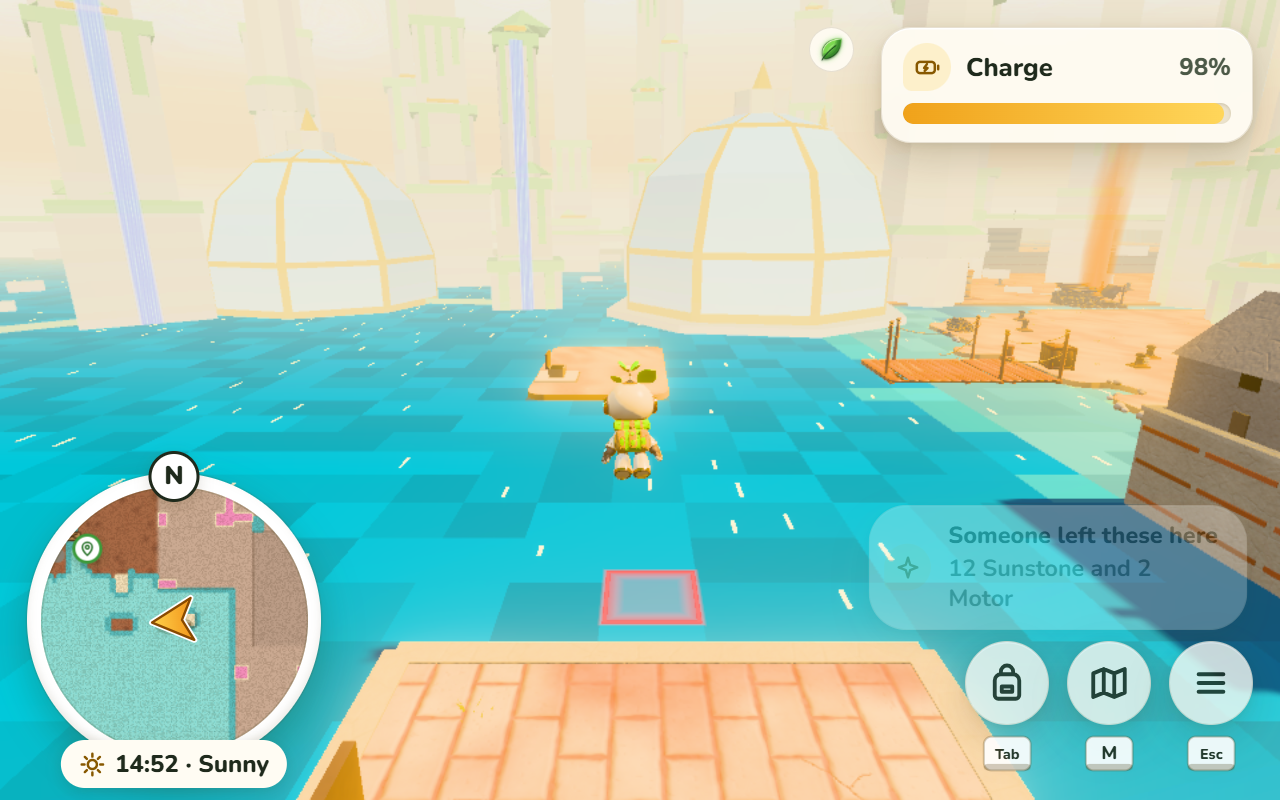 Charge 98%
N
Someone left these here
12 Sunstone and 2
Motor
14:52 · Sunny
Tab
M
Esc